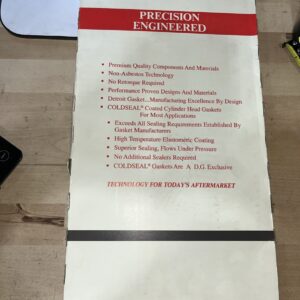 PRECISION
ENGINEERED
• Premium Quality Components And Materials
• Non-Asbestos Technology
• No Retorque Required
• Performance Proven Designs And Materials
• Detroit Gasket...Manufacturing Excellence By Design
• COLDSEAL® Coated Cylinder Head Gaskets
For Most Applications
• Exceeds All Sealing Requirements Established By
Gasket Manufacturers
• High Temperature Elastomeric Coating
• Superior Sealing, Flows Under Pressure
• No Additional Sealers Required
• COLDSEAL® Gaskets Are A D.G. Exclusive
TECHNOLOGY FOR TODAY'S AFTERMARKET